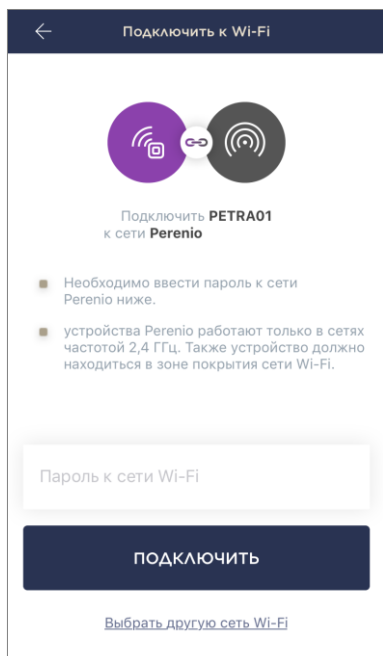 Подключить к Wi-Fi
Подключить PETRA01
к сети Perenio
Необходимо ввести пароль к сети
Perenio ниже.
устройства Perenio работают только в сетях
частотой 2,4 ГГц. Также устройство должно
находиться в зоне покрытия сети Wi-Fi.
Пароль к сети Wi-Fi
ПОДКЛЮЧИТЬ
Выбрать другую сеть Wi-Fi